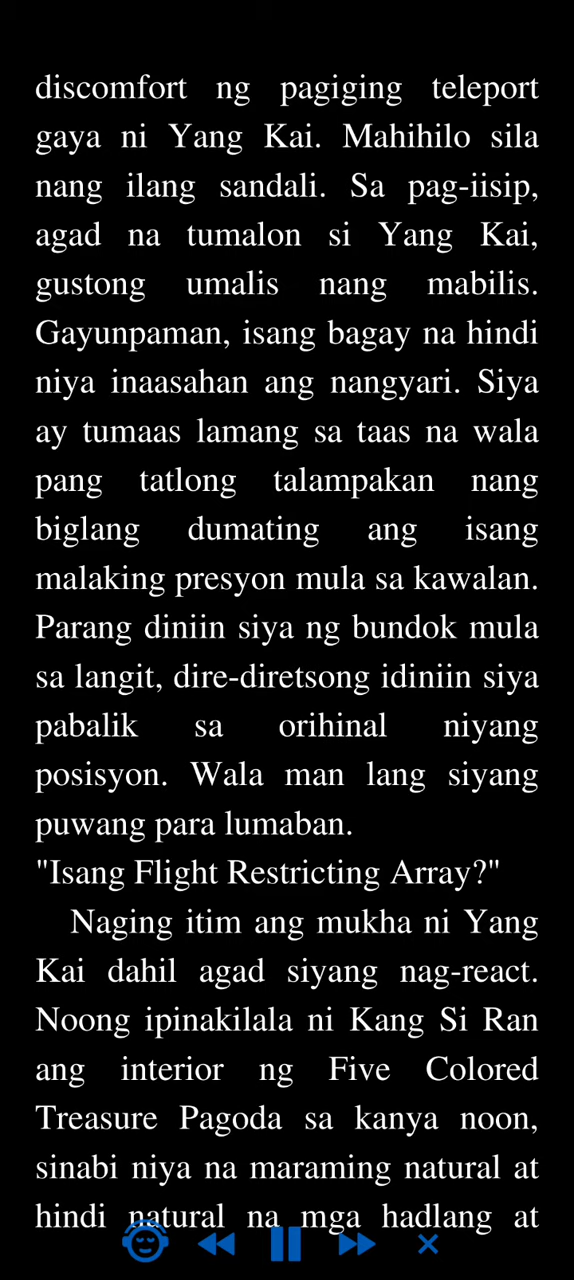 discomfort ng pagiging teleport
gaya ni Yang Kai. Mahihilo sila
nang ilang sandali. Sa pag-iisip,
agad na tumalon si Yang Kai,
gustong umalis nang mabilis.
Gayunpaman, isang bagay na hindi
niya inaasahan ang nangyari. Siya
ay tumaas lamang sa taas na wala
pang tatlong talampakan nang
biglang dumating ang isang
malaking presyon mula sa kawalan.
Parang diniin siya ng bundok mula
sa langit, dire-diretsong idiniin siya
pabalik sa orihinal niyang
posisyon. Wala man lang siyang
puwang para lumaban.
"Isang Flight Restricting Array?"
Naging itim ang mukha ni Yang
Kai dahil agad siyang nag-react.
Noong ipinakilala ni Kang Si Ran
ang interior ng Five Colored
Treasure Pagoda sa kanya noon,
sinabi niya na maraming natural at
hindi natural na mga hadlang at